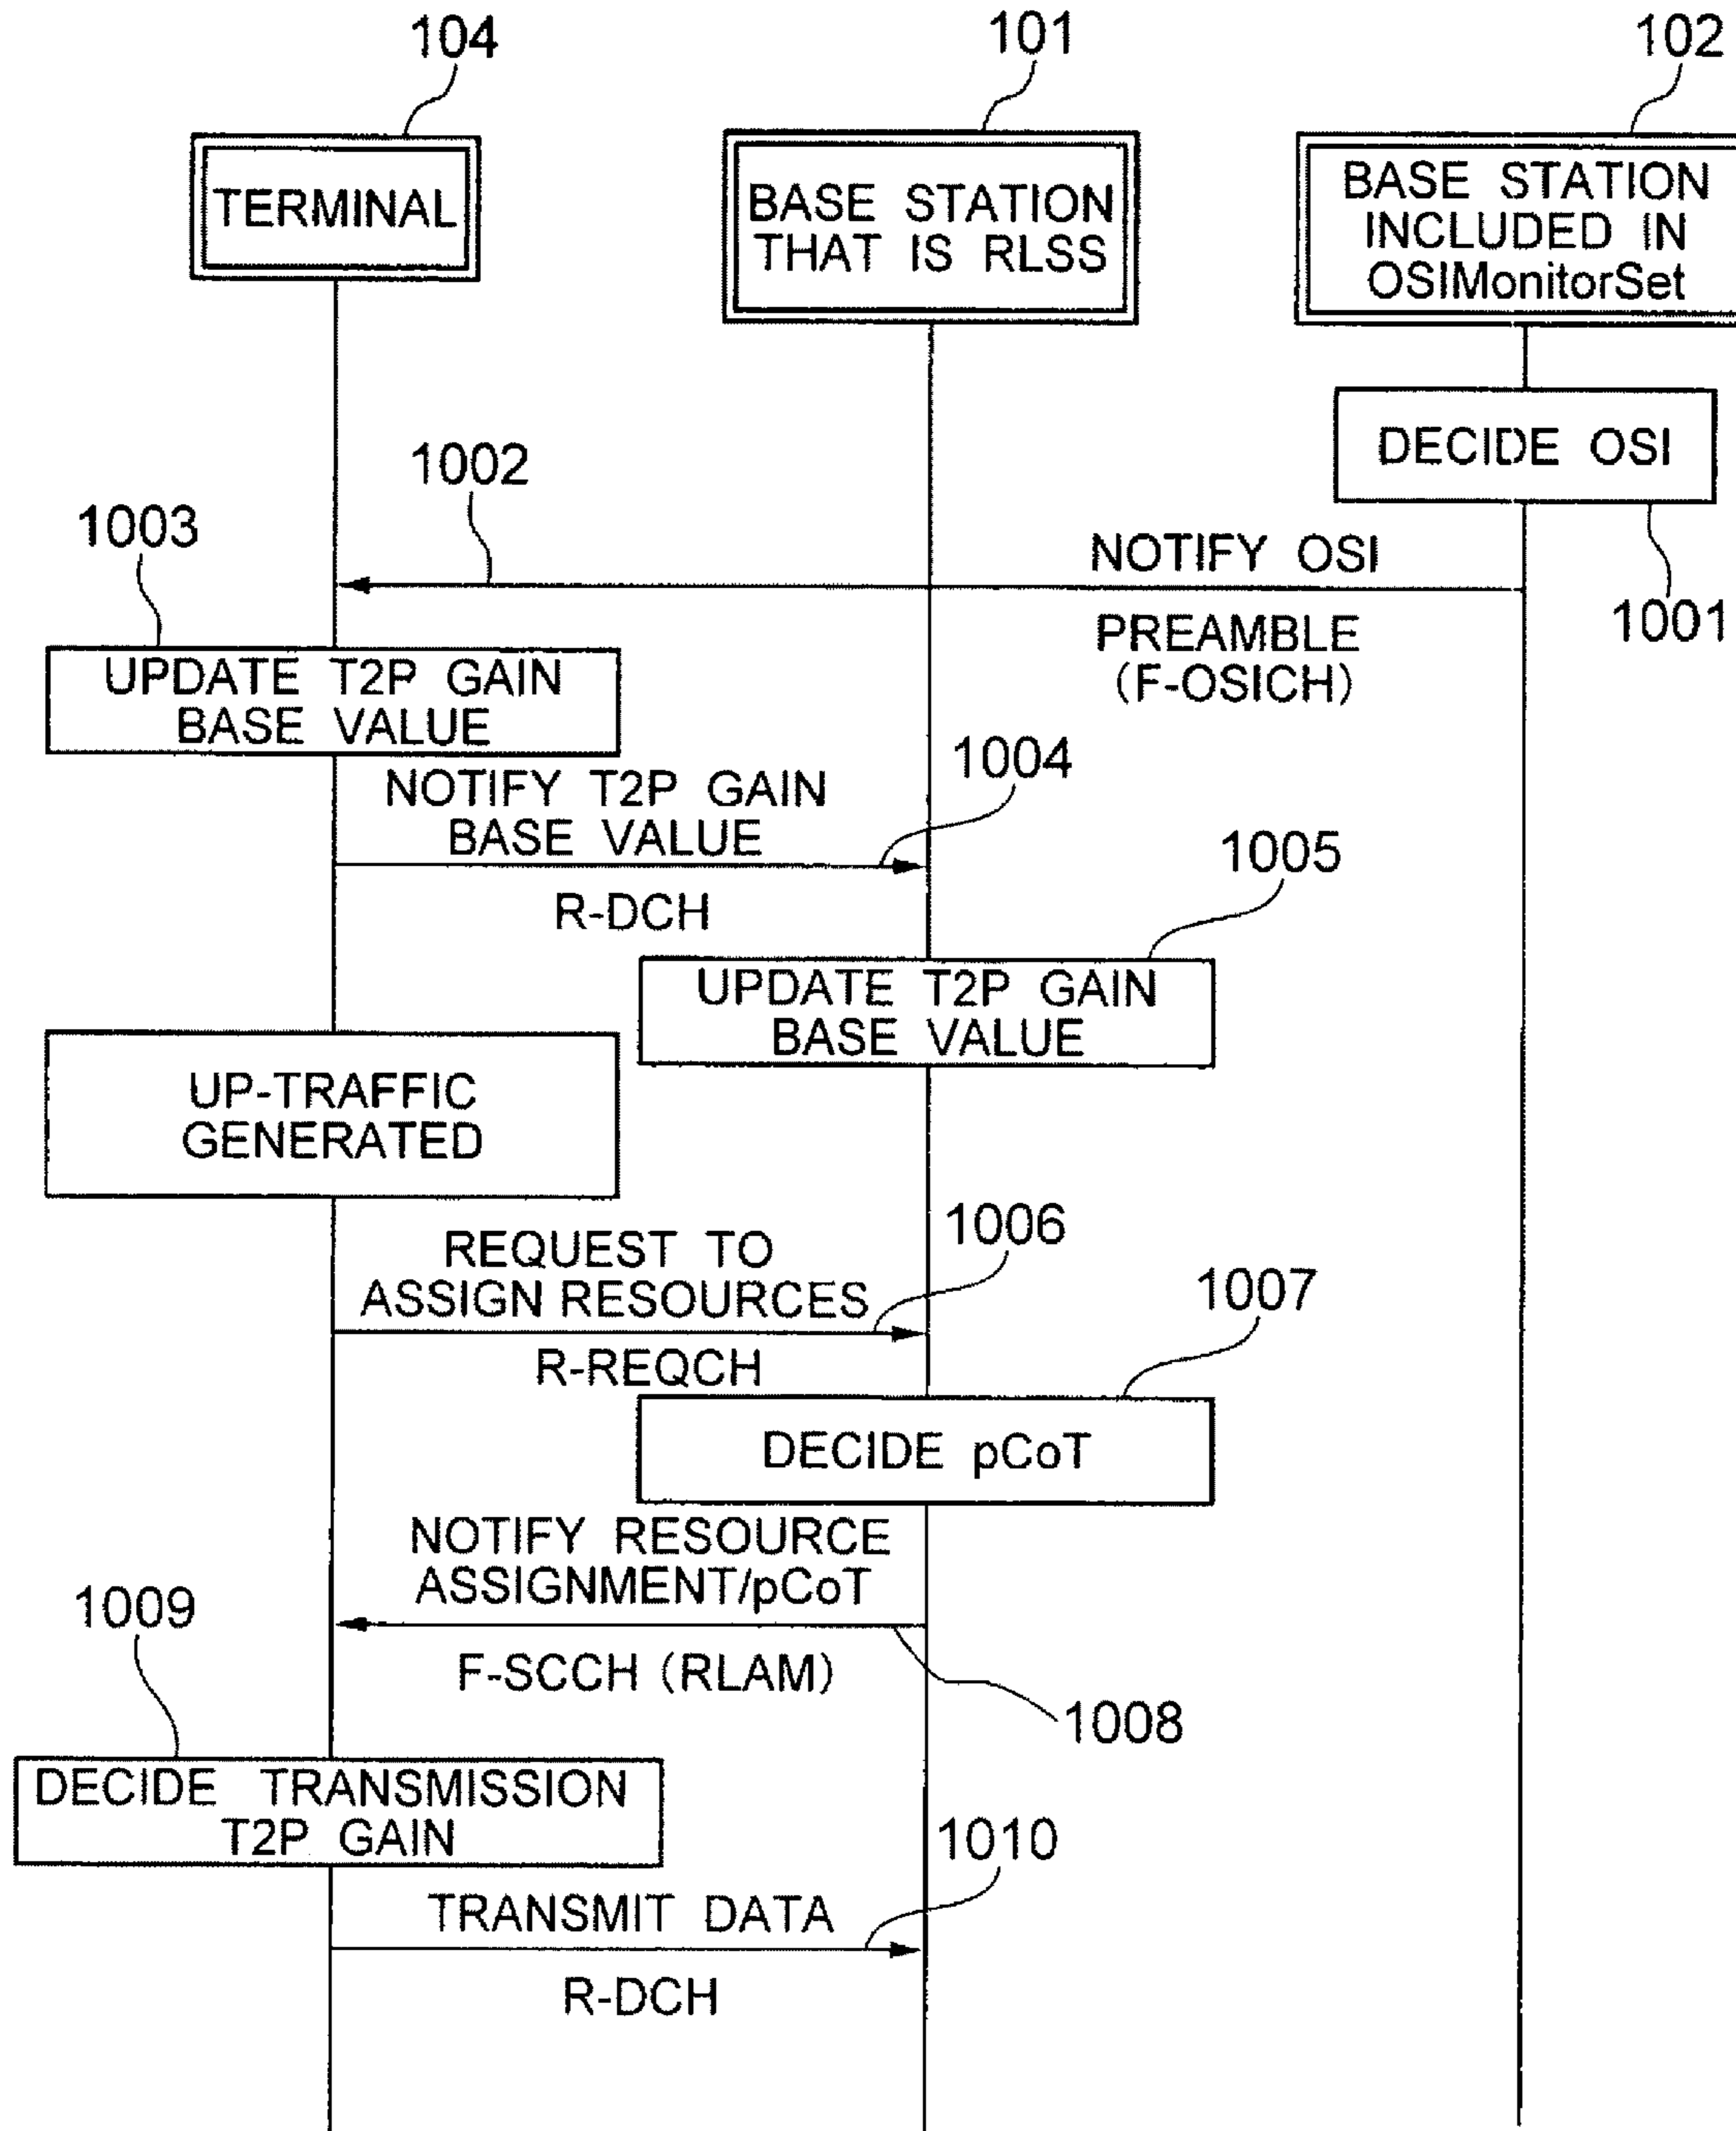 104
101
102
TERMINAL
BASE STATION
THAT IS RLSS
BASE STATION
INCLUDED IN
OSIMonitorSet
DECIDE OSI
1001
1002
NOTIFY OSI
PREAMBLE
(F-OSICH)
1003
UPDATE T2P GAIN
BASE VALUE
NOTIFY T2P GAIN
BASE VALUE
1004
R-DCH
1005
UPDATE T2P GAIN
BASE VALUE
UP-TRAFFIC
GENERATED
REQUEST TO
ASSIGN RESOURCES
1006
R-REQCH
1007
DECIDE pCoT
NOTIFY RESOURCE
ASSIGNMENT/pCoT
F-SCCH (RLAM)
1008
1009
DECIDE TRANSMISSION
T2P GAIN
1010
TRANSMIT DATA
R-DCH